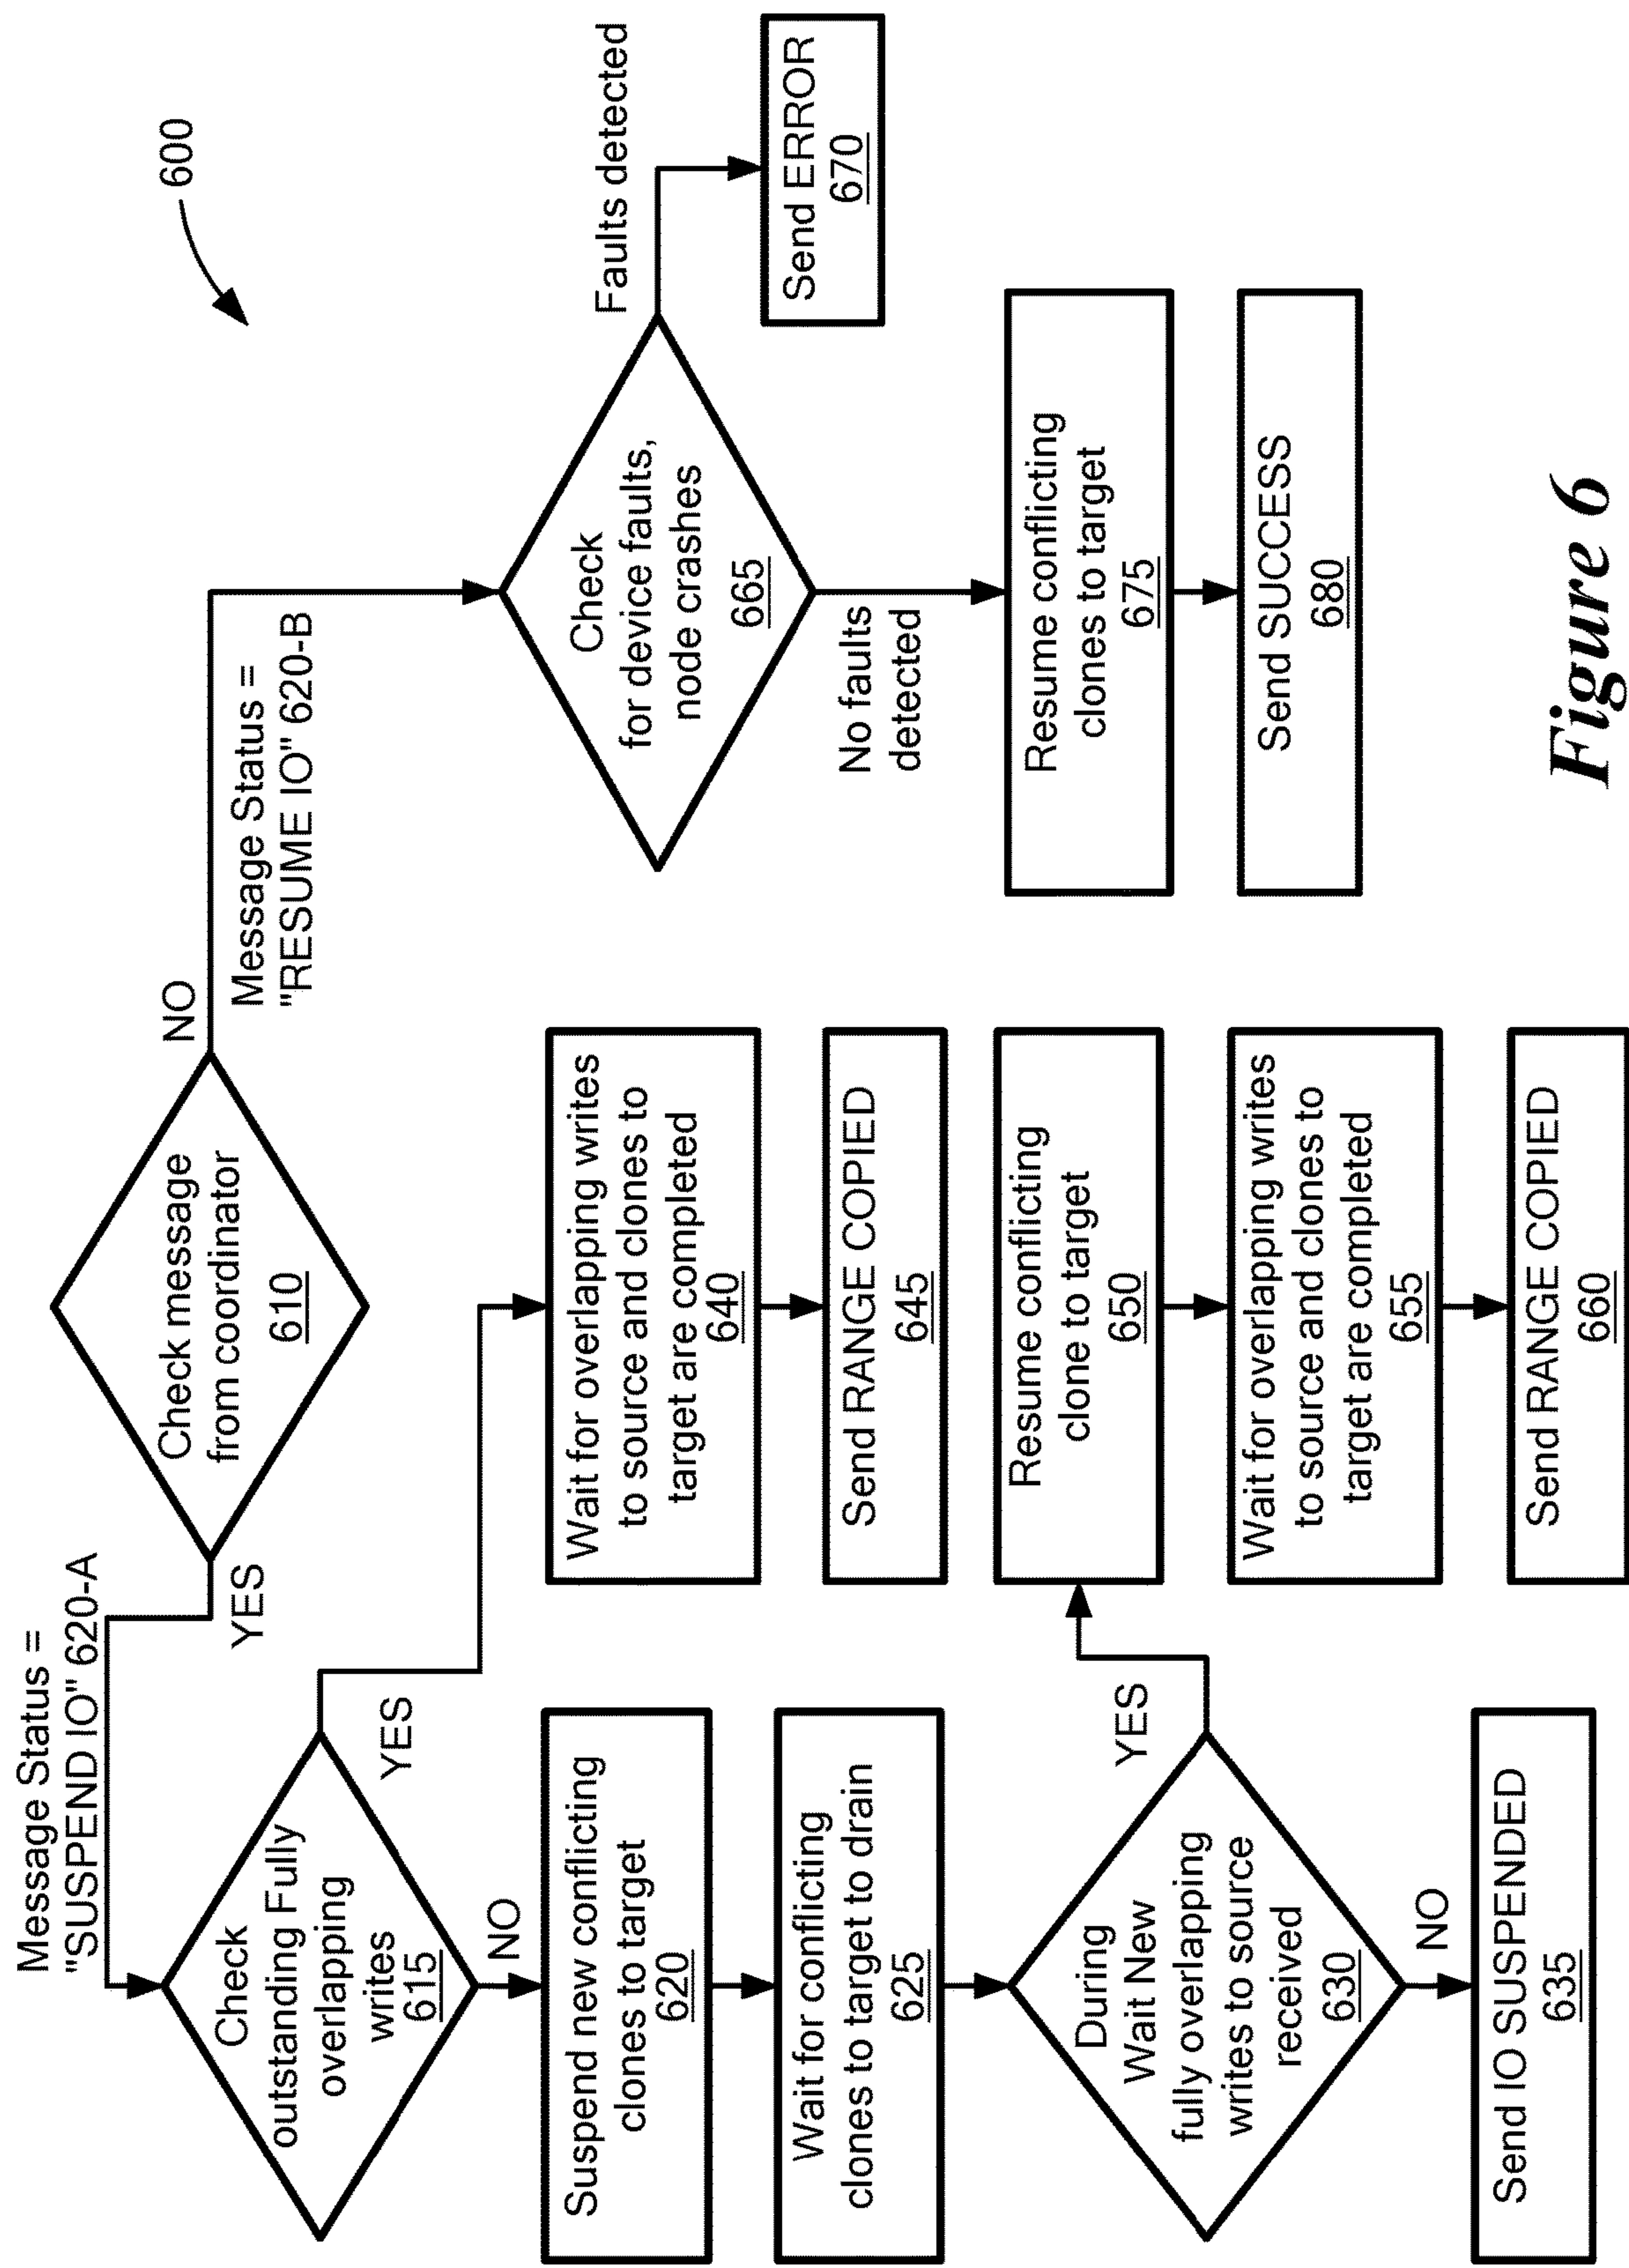 600
Check message
from coordinator
610
YES
NO
Message Status =
"SUSPEND IO" 620-A
Message Status =
"RESUME IO" 620-B
Check
outstanding Fully
overlapping
writes
615
YES
NO
Suspend new conflicting
clones to target
620
Wait for conflicting
clones to target to drain
625
During
Wait New
fully overlapping
writes to source
received
630
YES
NO
Send IO SUSPENDED
635
Wait for overlapping writes
to source and clones to
target are completed
640
Send RANGE COPIED
645
Resume conflicting
clone to target
650
Wait for overlapping writes
to source and clones to
target are completed
655
Send RANGE COPIED
660
Check
for device faults,
node crashes
665
Faults detected
Send ERROR
670
No faults
detected
Resume conflicting
clones to target
675
Send SUCCESS
680
Figure 6